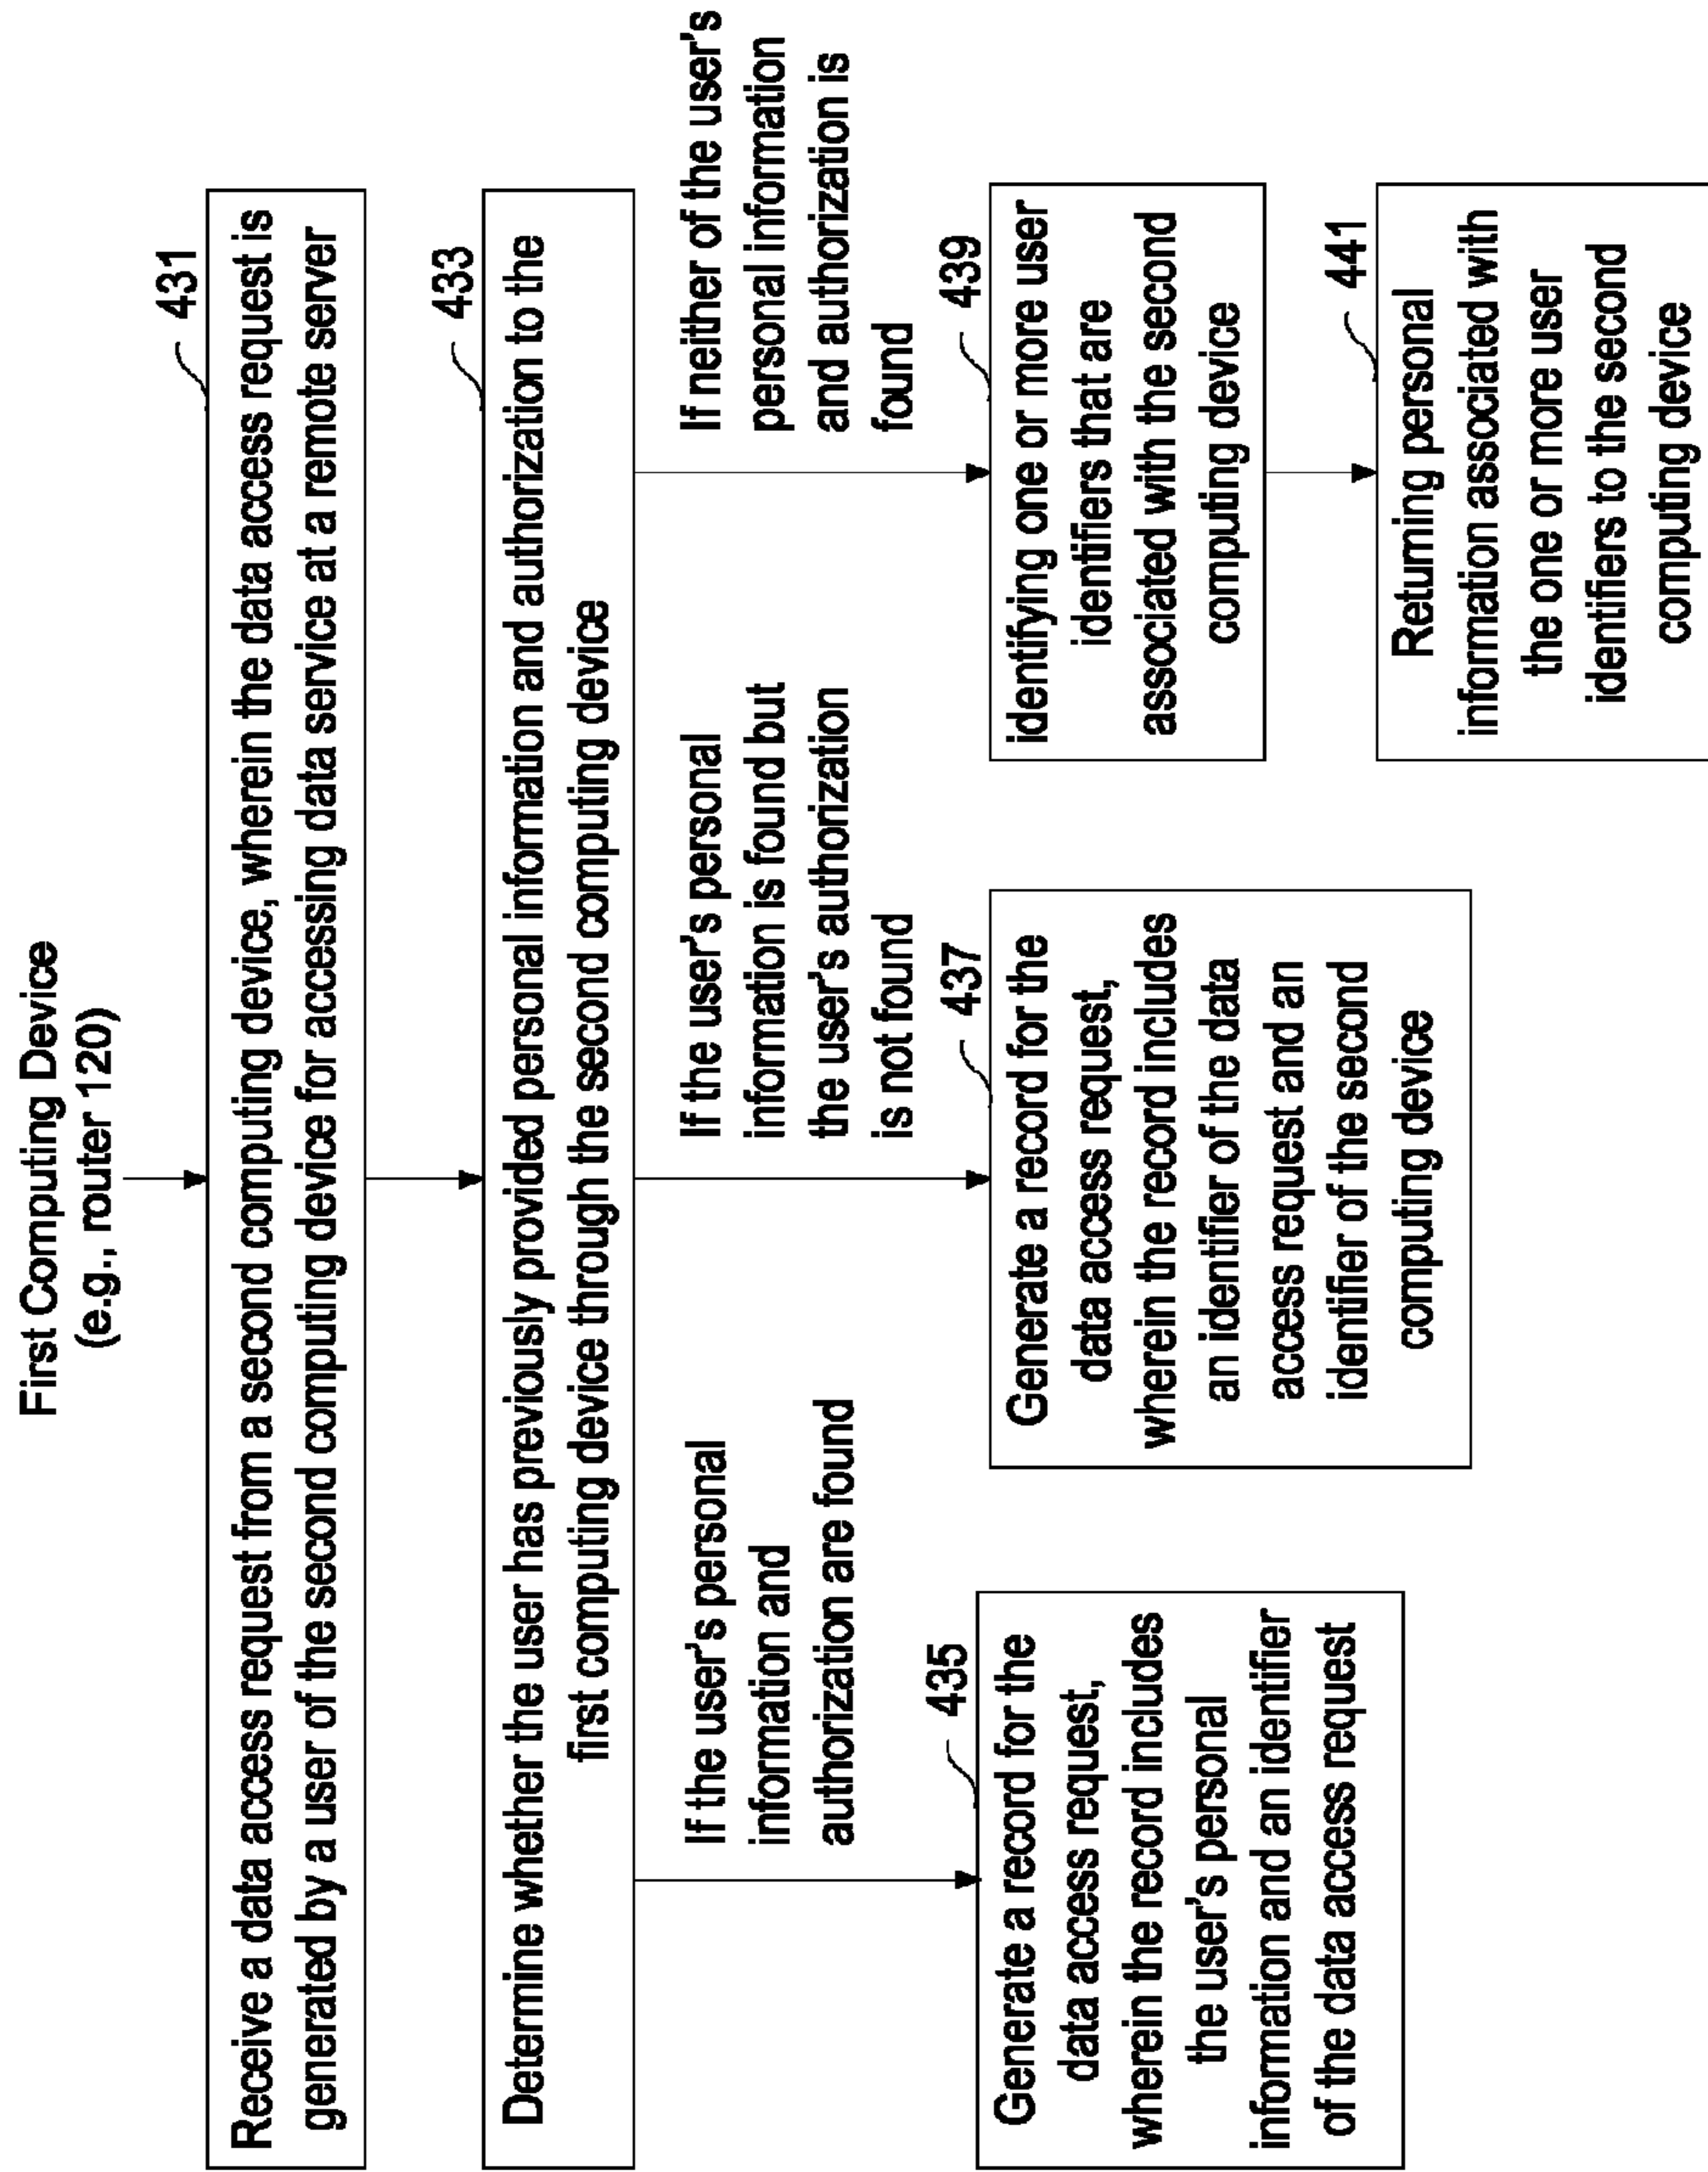 First Computing Device
(e.g., router 120)
431
Receive a data access request from a second computing device, wherein the data access request is
generated by a user of the second computing device for accessing data service at a remote server
433
Determine whether the user has previously provided personal information and authorization to the
first computing device through the second computing device
If the user's personal
information and
authorization are found
435
Generate a record for the
data access request,
wherein the record includes
the user's personal
information and an identifier
of the data access request
If the user's personal
information is found but
the user's authorization
is not found
437
Generate a record for the
data access request,
wherein the record includes
an identifier of the data
access request and an
identifier of the second
computing device
If neither of the user's
personal information
and authorization is
found
439
identifying one or more user
identifiers that are
associated with the second
computing device
441
Returning personal
information associated with
the one or more user
identifiers to the second
computing device